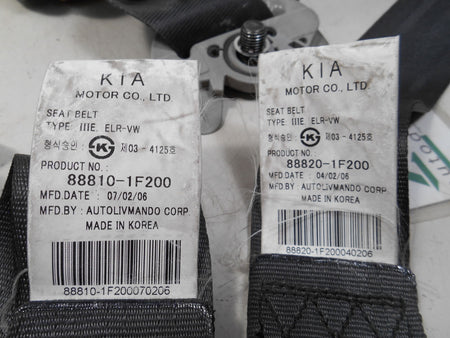 KIA
MOTOR CO., LTD
SEAT BELT
TYPE: IIIE ELR-VW
형식승인: K 제03 - 4125호
PRODUCT NO.:
88810-1F200
MFD.DATE : 07/02/06
MFD.BY : AUTOLIVMANDO CORP
MADE IN KOREA
88810-1F200070206
KIA
MOTOR CO., LTD
SEAT BELT
TYPE: IIIE ELR-VW
형식승인: K 제03 - 4125호
PRODUCT NO.:
88820-1F200
MFD.DATE : 04/02/06
MFD.BY : AUTOLIVMANDO CORP
MADE IN KOREA
88820-1F200040206